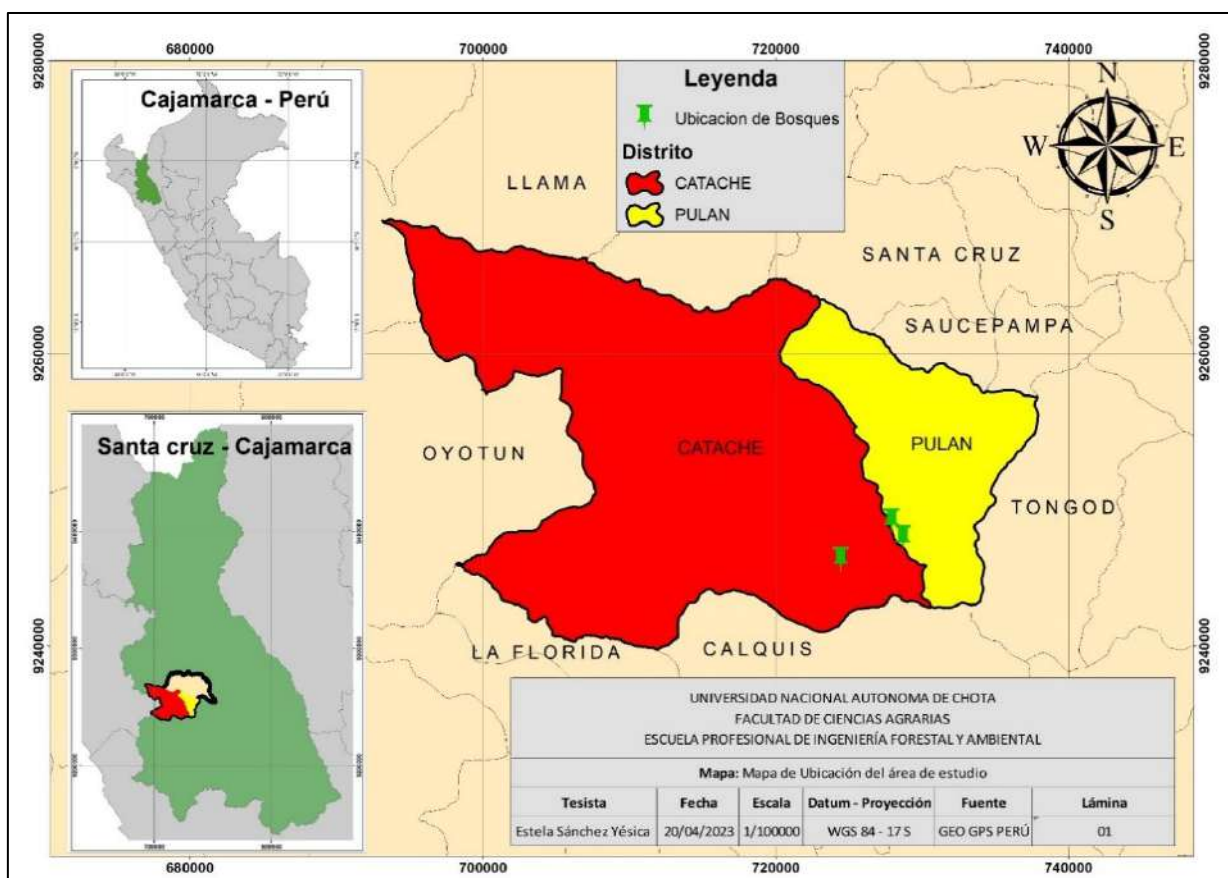 680000 700000 720000 740000
9280000 9280000
Cajamarca - Perú
Leyenda
Ubicacion de Bosques
Distrito
CATACHE
PULAN
N
W E
S
LLAMA
SANTA CRUZ
SAUCEPAMPA
9260000 9260000
Santa cruz - Cajamarca
OYOTUN
CATACHE
PULAN
TONGOD
9240000 9240000
LA FLORIDA
CALQUIS
UNIVERSIDAD NACIONAL AUTONOMA DE CHOTA
FACULTAD DE CIENCIAS AGRARIAS
ESCUELA PROFESIONAL DE INGENIERÍA FORESTAL Y AMBIENTAL
Mapa: Mapa de Ubicación del área de estudio
Tesista Fecha Escala Datum - Proyección Fuente Lámina
Estela Sánchez Yésica 20/04/2023 1/100000 WGS 84 - 17 S GEO GPS PERÚ 01
680000 700000 720000 740000